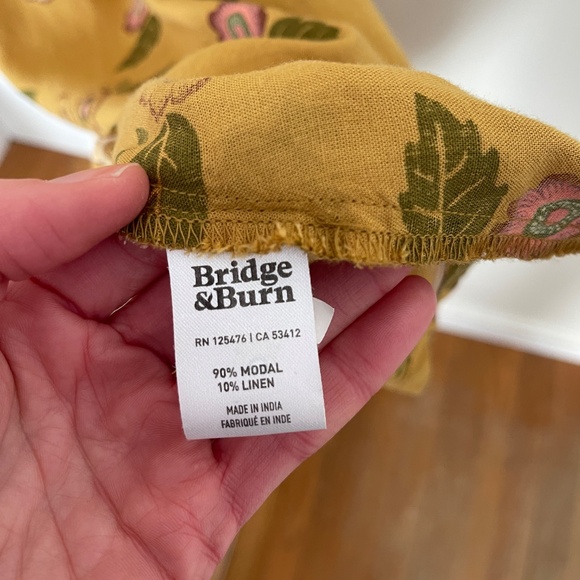 Bridge
&Burn
RN 125476 | CA 53412
90% MODAL
10% LINEN
MADE IN INDIA
FABRIQUÉ EN INDE